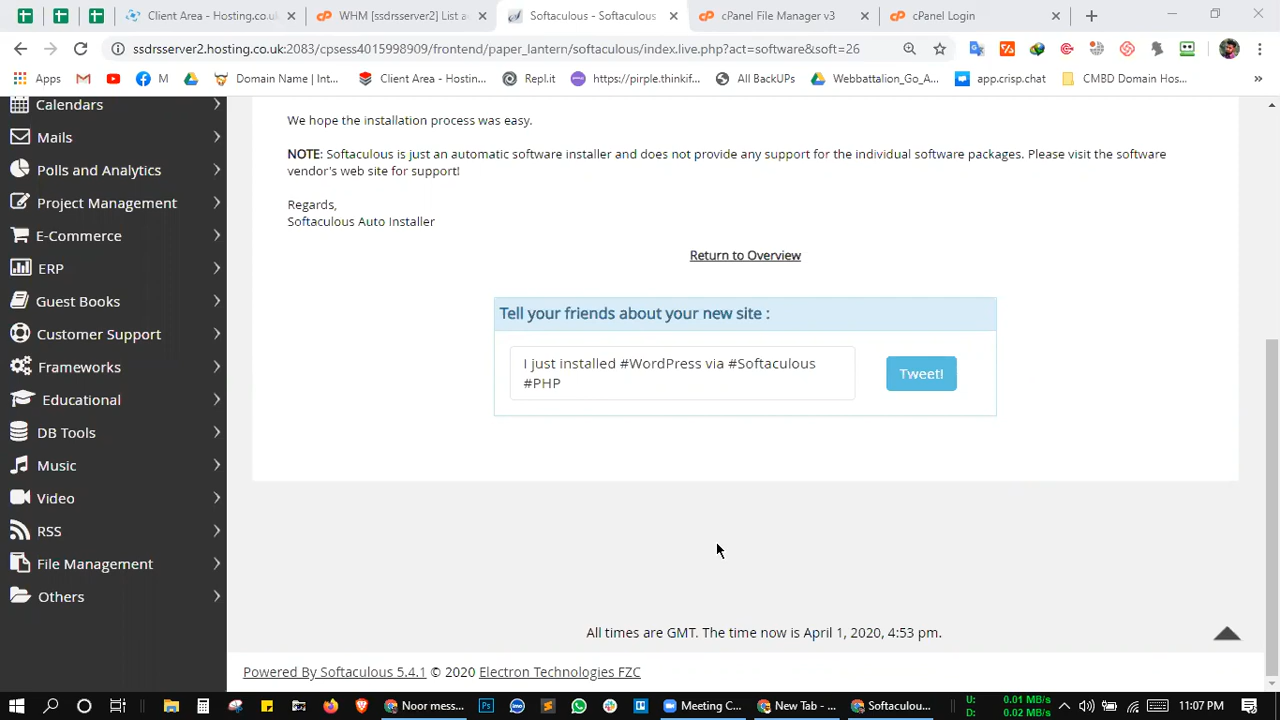 Client Area - Hosting.co.uk
WHM [ssdrsserver2] List a
Softaculous - Softaculous
cPanel File Manager v3
cPanel Login
ssdrsserver2.hosting.co.uk:2083/cpsess4015998909/frontend/paper_lantern/softaculous/index.live.php?act=software&soft=26
Apps
M
Domain Name | Int...
Client Area - Hostin...
Repl.it
https://pirple.thinkif...
All BackUPs
Webbattalion_Go_A...
app.crisp.chat
CMBD Domain Hos...
Calendars
Mails
Polls and Analytics
Project Management
E-Commerce
ERP
Guest Books
Customer Support
Frameworks
Educational
DB Tools
Music
Video
RSS
File Management
Others
We hope the installation process was easy.
NOTE: Softaculous is just an automatic software installer and does not provide any support for the individual software packages. Please visit the software
vendor's web site for support!
Regards,
Softaculous Auto Installer
Return to Overview
Tell your friends about your new site :
I just installed #WordPress via #Softaculous
#PHP
Tweet!
All times are GMT. The time now is April 1, 2020, 4:53 pm.
Powered By Softaculous 5.4.1 © 2020 Electron Technologies FZC
Noor mess...
Meeting C...
New Tab - ...
Softaculou...
U: 0.01 MB/s
D: 0.02 MB/s
11:07 PM